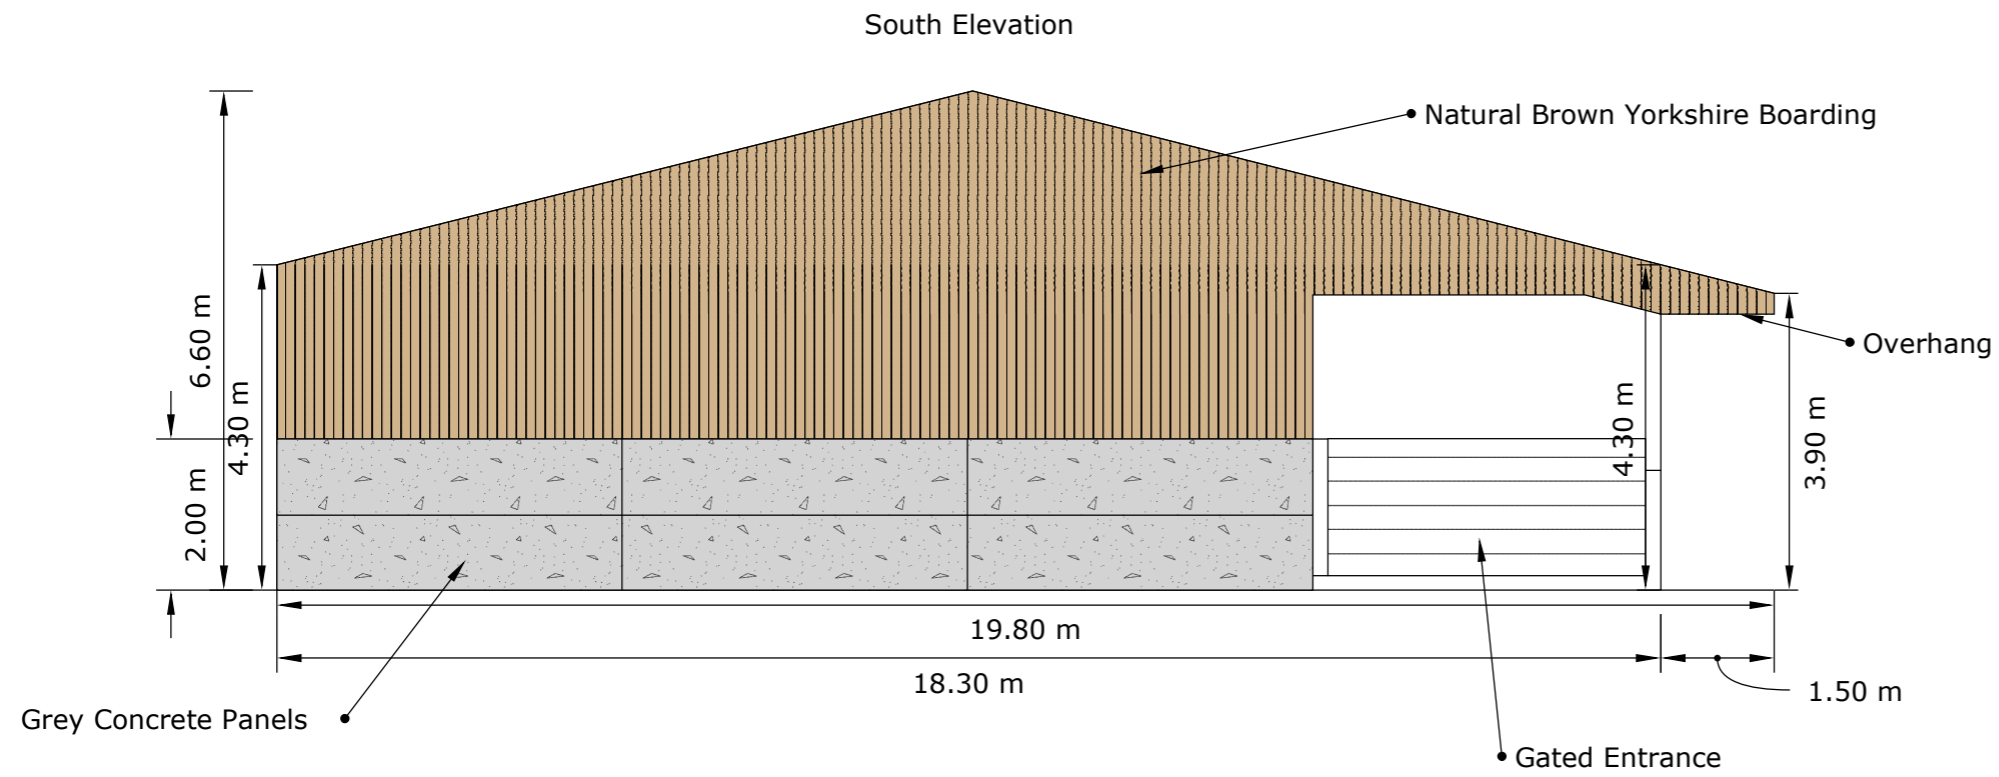 South Elevation
Natural Brown Yorkshire Boarding
6.60 m
4.30 m
2.00 m
Overhang
4.30 m
3.90 m
19.80 m
18.30 m
1.50 m
Grey Concrete Panels
Gated Entrance